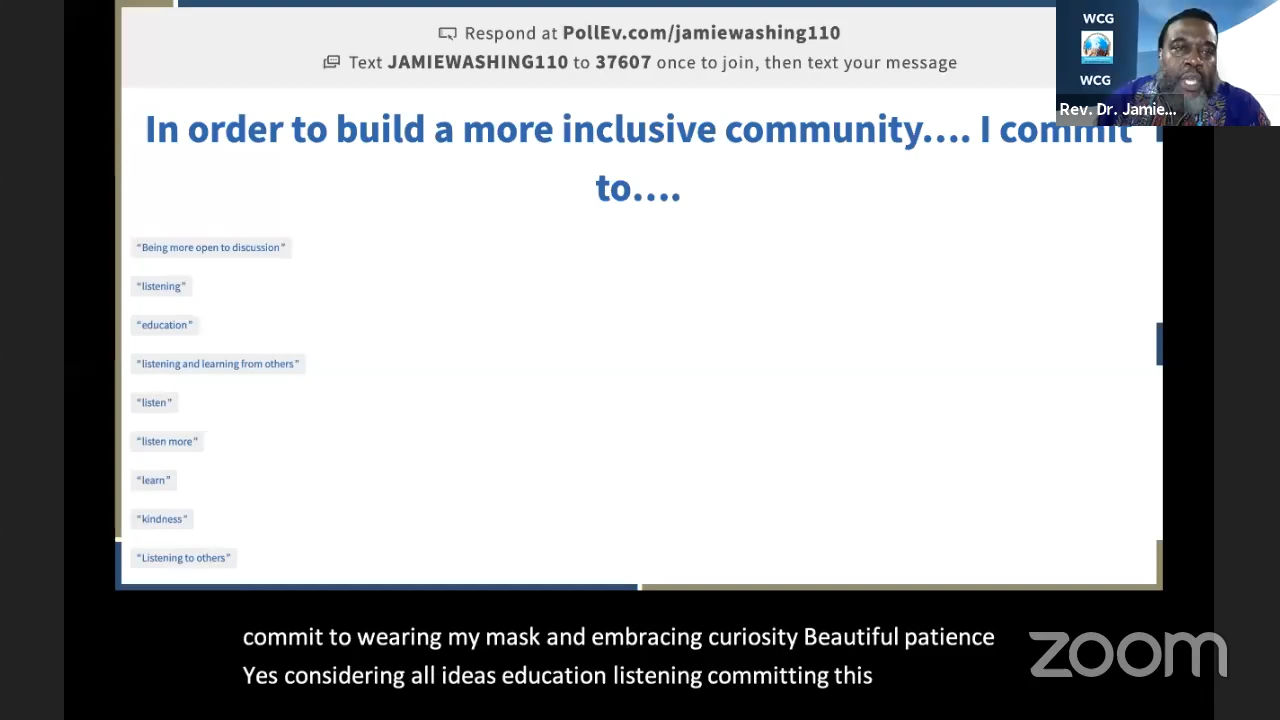 Respond at PollEv.com/jamiewashing110
Text JAMIEWASHING110 to 37607 once to join, then text your message
WCG
WCG
Rev. Dr. Jamie...
In order to build a more inclusive community.... I commit
to....
“Being more open to discussion”
“listening”
“education”
“listening and learning from others”
“listen”
“listen more”
“learn”
“kindness”
“Listening to others”
commit to wearing my mask and embracing curiosity Beautiful patience
Yes considering all ideas education listening committing this
zoom